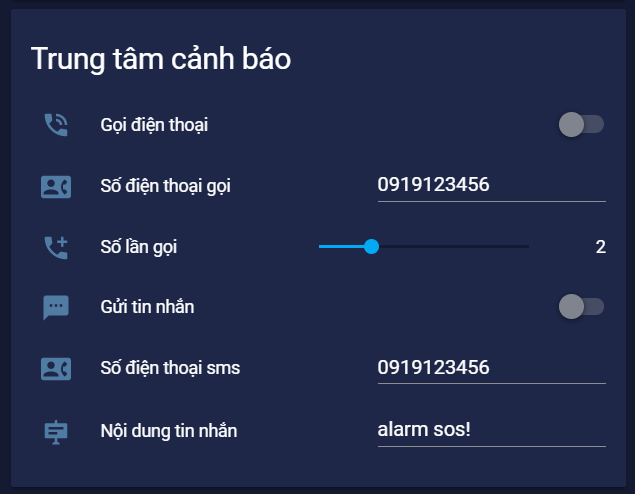 Trung tâm cảnh báo
Gọi điện thoại
Số điện thoại gọi 0919123456
Số lần gọi 2
Gửi tin nhắn
Số điện thoại sms 0919123456
Nội dung tin nhắn alarm sos!